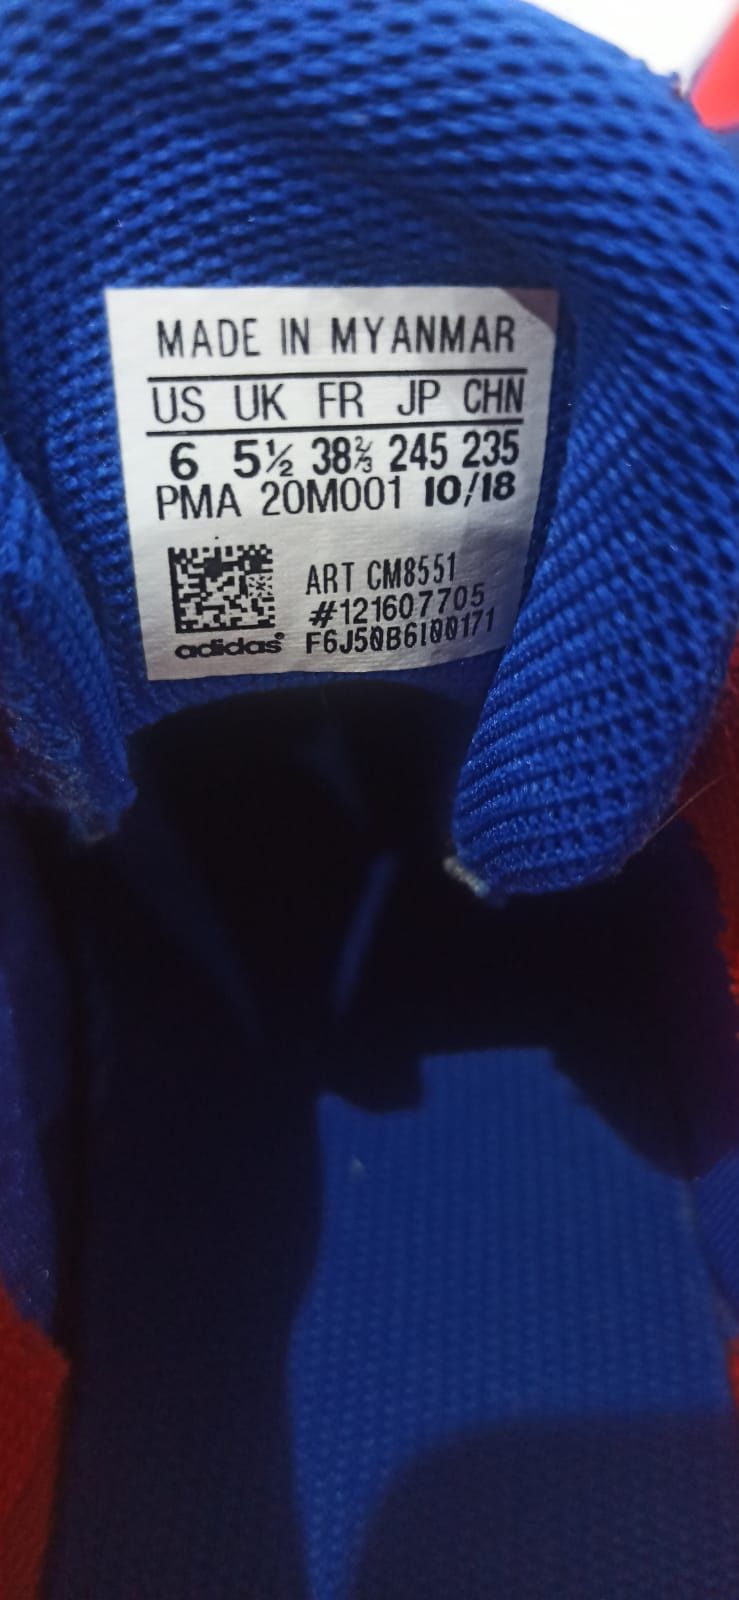 MADE IN MYANMAR
US UK FR JP CHN
6 5½ 38⅔ 245 235
PMA 20M001 10/18
ART CM8551
#121607705
F6J50B6I00171
adidas®